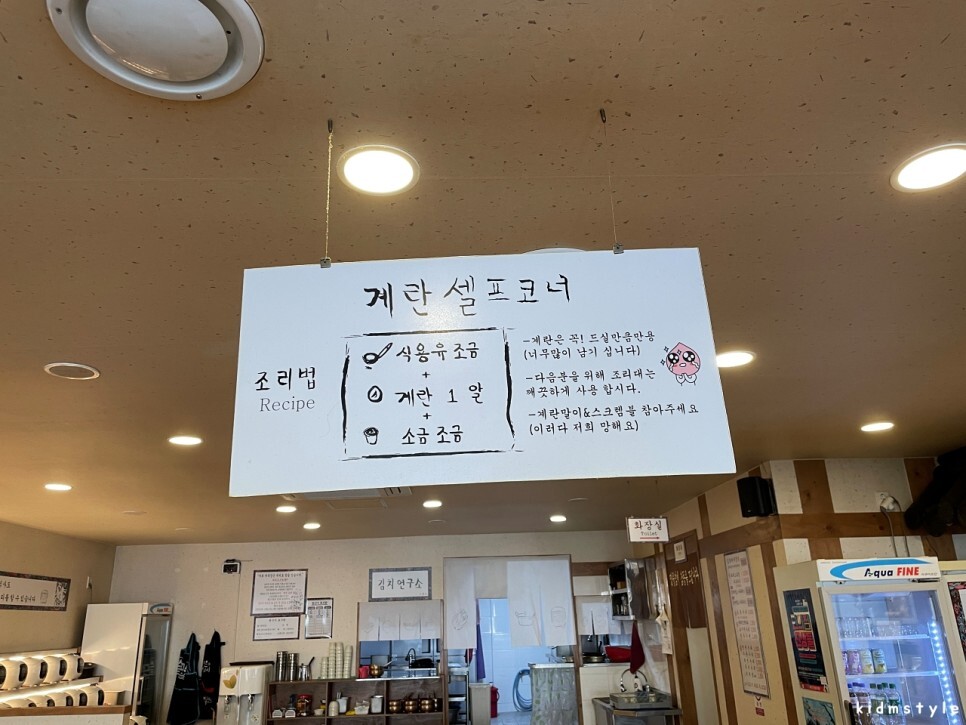 계란 셀프코너
조리법
Recipe
식용유 조금
+
계란 1 알
+
소금 조금
-계란은 꼭! 드실만큼만용
(너무많이 남기 십니다)
-다음분을 위해 조리대는
깨끗하게 사용 합시다.
-계란말이&스크램블 참아주세요
(이러다 저희 망해요)
화장실
Toilet
김치연구소
Aqua FINE
kidmstyle